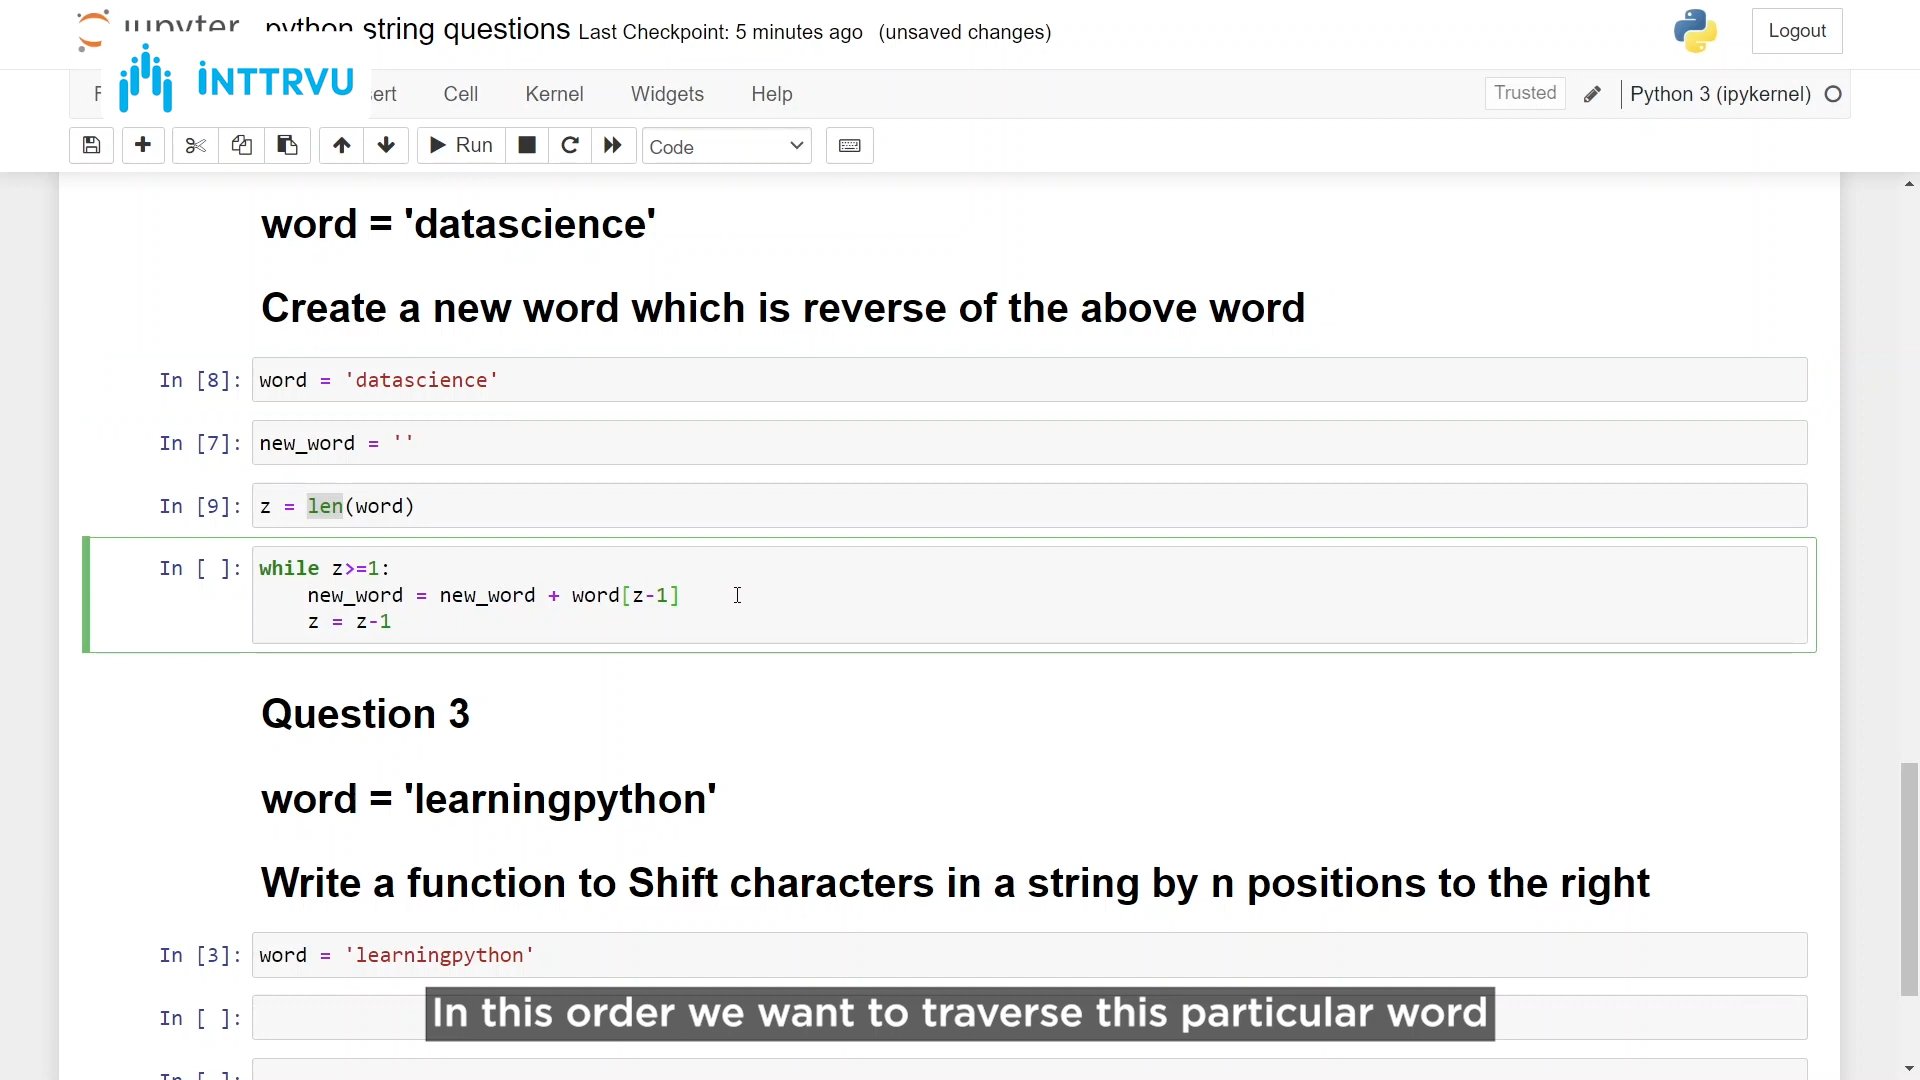 jupyter python string questions Last Checkpoint: 5 minutes ago (unsaved changes)
Logout
INTTRVU
Cell Kernel Widgets Help
Trusted Python 3 (ipykernel)
Run Code
word = 'datascience'
Create a new word which is reverse of the above word
In [8]: word = 'datascience'
In [7]: new_word = ''
In [9]: z = len(word)
In [ ]: while z>=1:
new_word = new_word + word[z-1]
z = z-1
Question 3
word = 'learningpython'
Write a function to Shift characters in a string by n positions to the right
In [3]: word = 'learningpython'
In [ ]:
In this order we want to traverse this particular word
In [ ]: